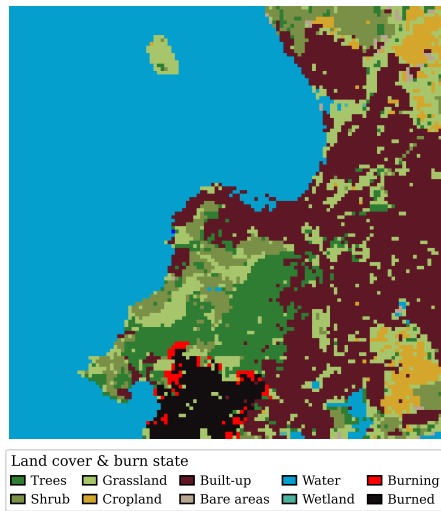 Land cover & burn state
Trees Grassland Built-up Water Burning
Shrub Cropland Bare areas Wetland Burned